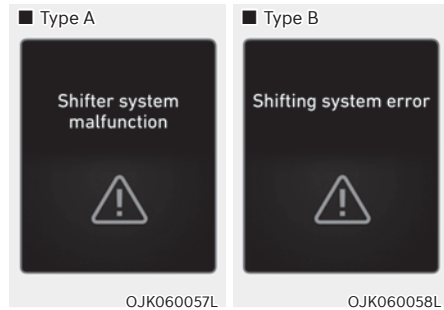 ■ Type A
Shifter system
malfunction
OJK060057L
■ Type B
Shifting system error
OJK060058L